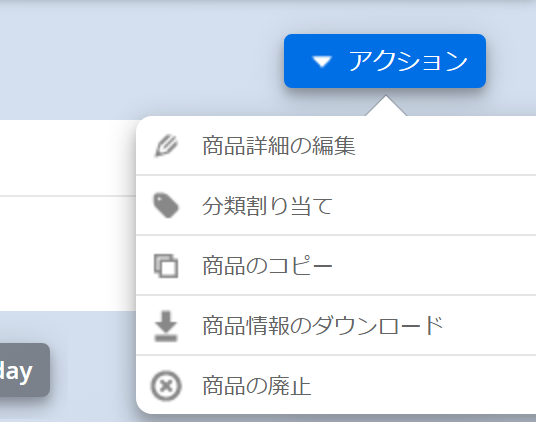 アクション
商品詳細の編集
分類割り当て
商品のコピー
商品情報のダウンロード
day
商品の廃止